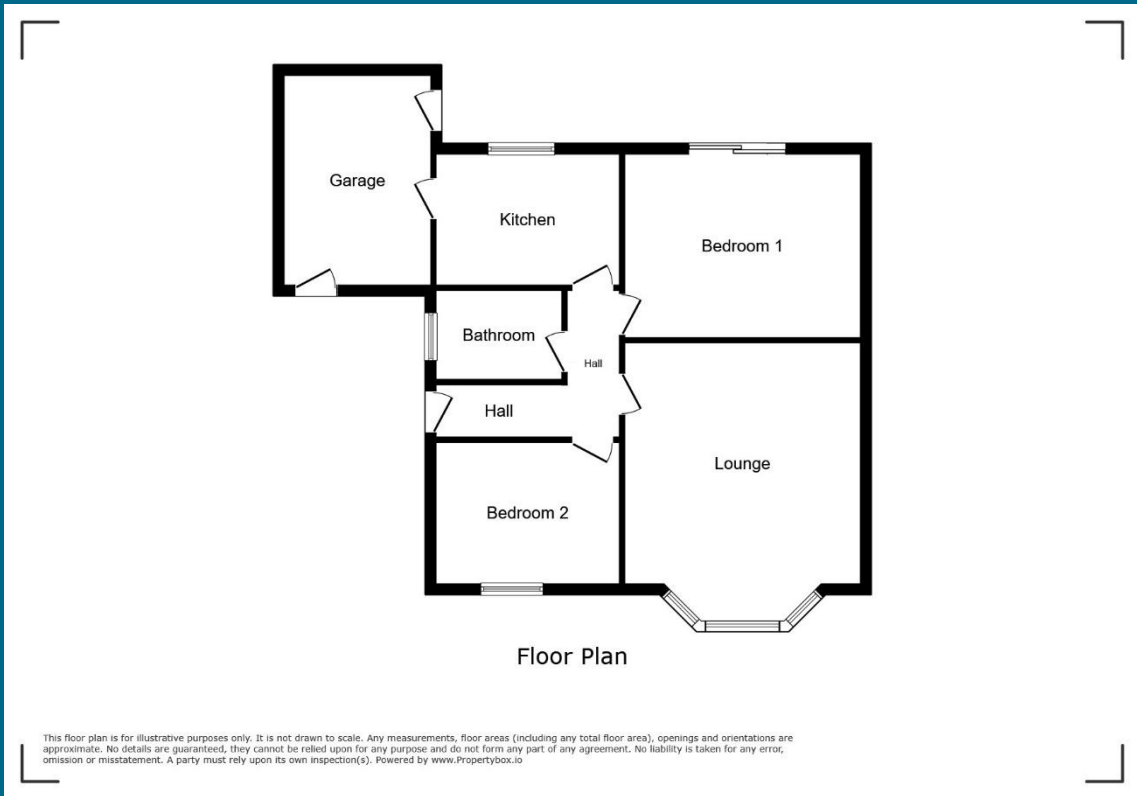 Garage
Kitchen
Bedroom 1
Bathroom
Hall
Hall
Lounge
Bedroom 2
Floor Plan
This floor plan is for illustrative purposes only. It is not drawn to scale. Any measurements, floor areas (including any total floor area), openings and orientations are
approximate. No details are guaranteed, they cannot be relied upon for any purpose and do not form any part of any agreement. No liability is taken for any error,
omission or misstatement. A party must rely upon its own inspection(s). Powered by www.Propertybox.io